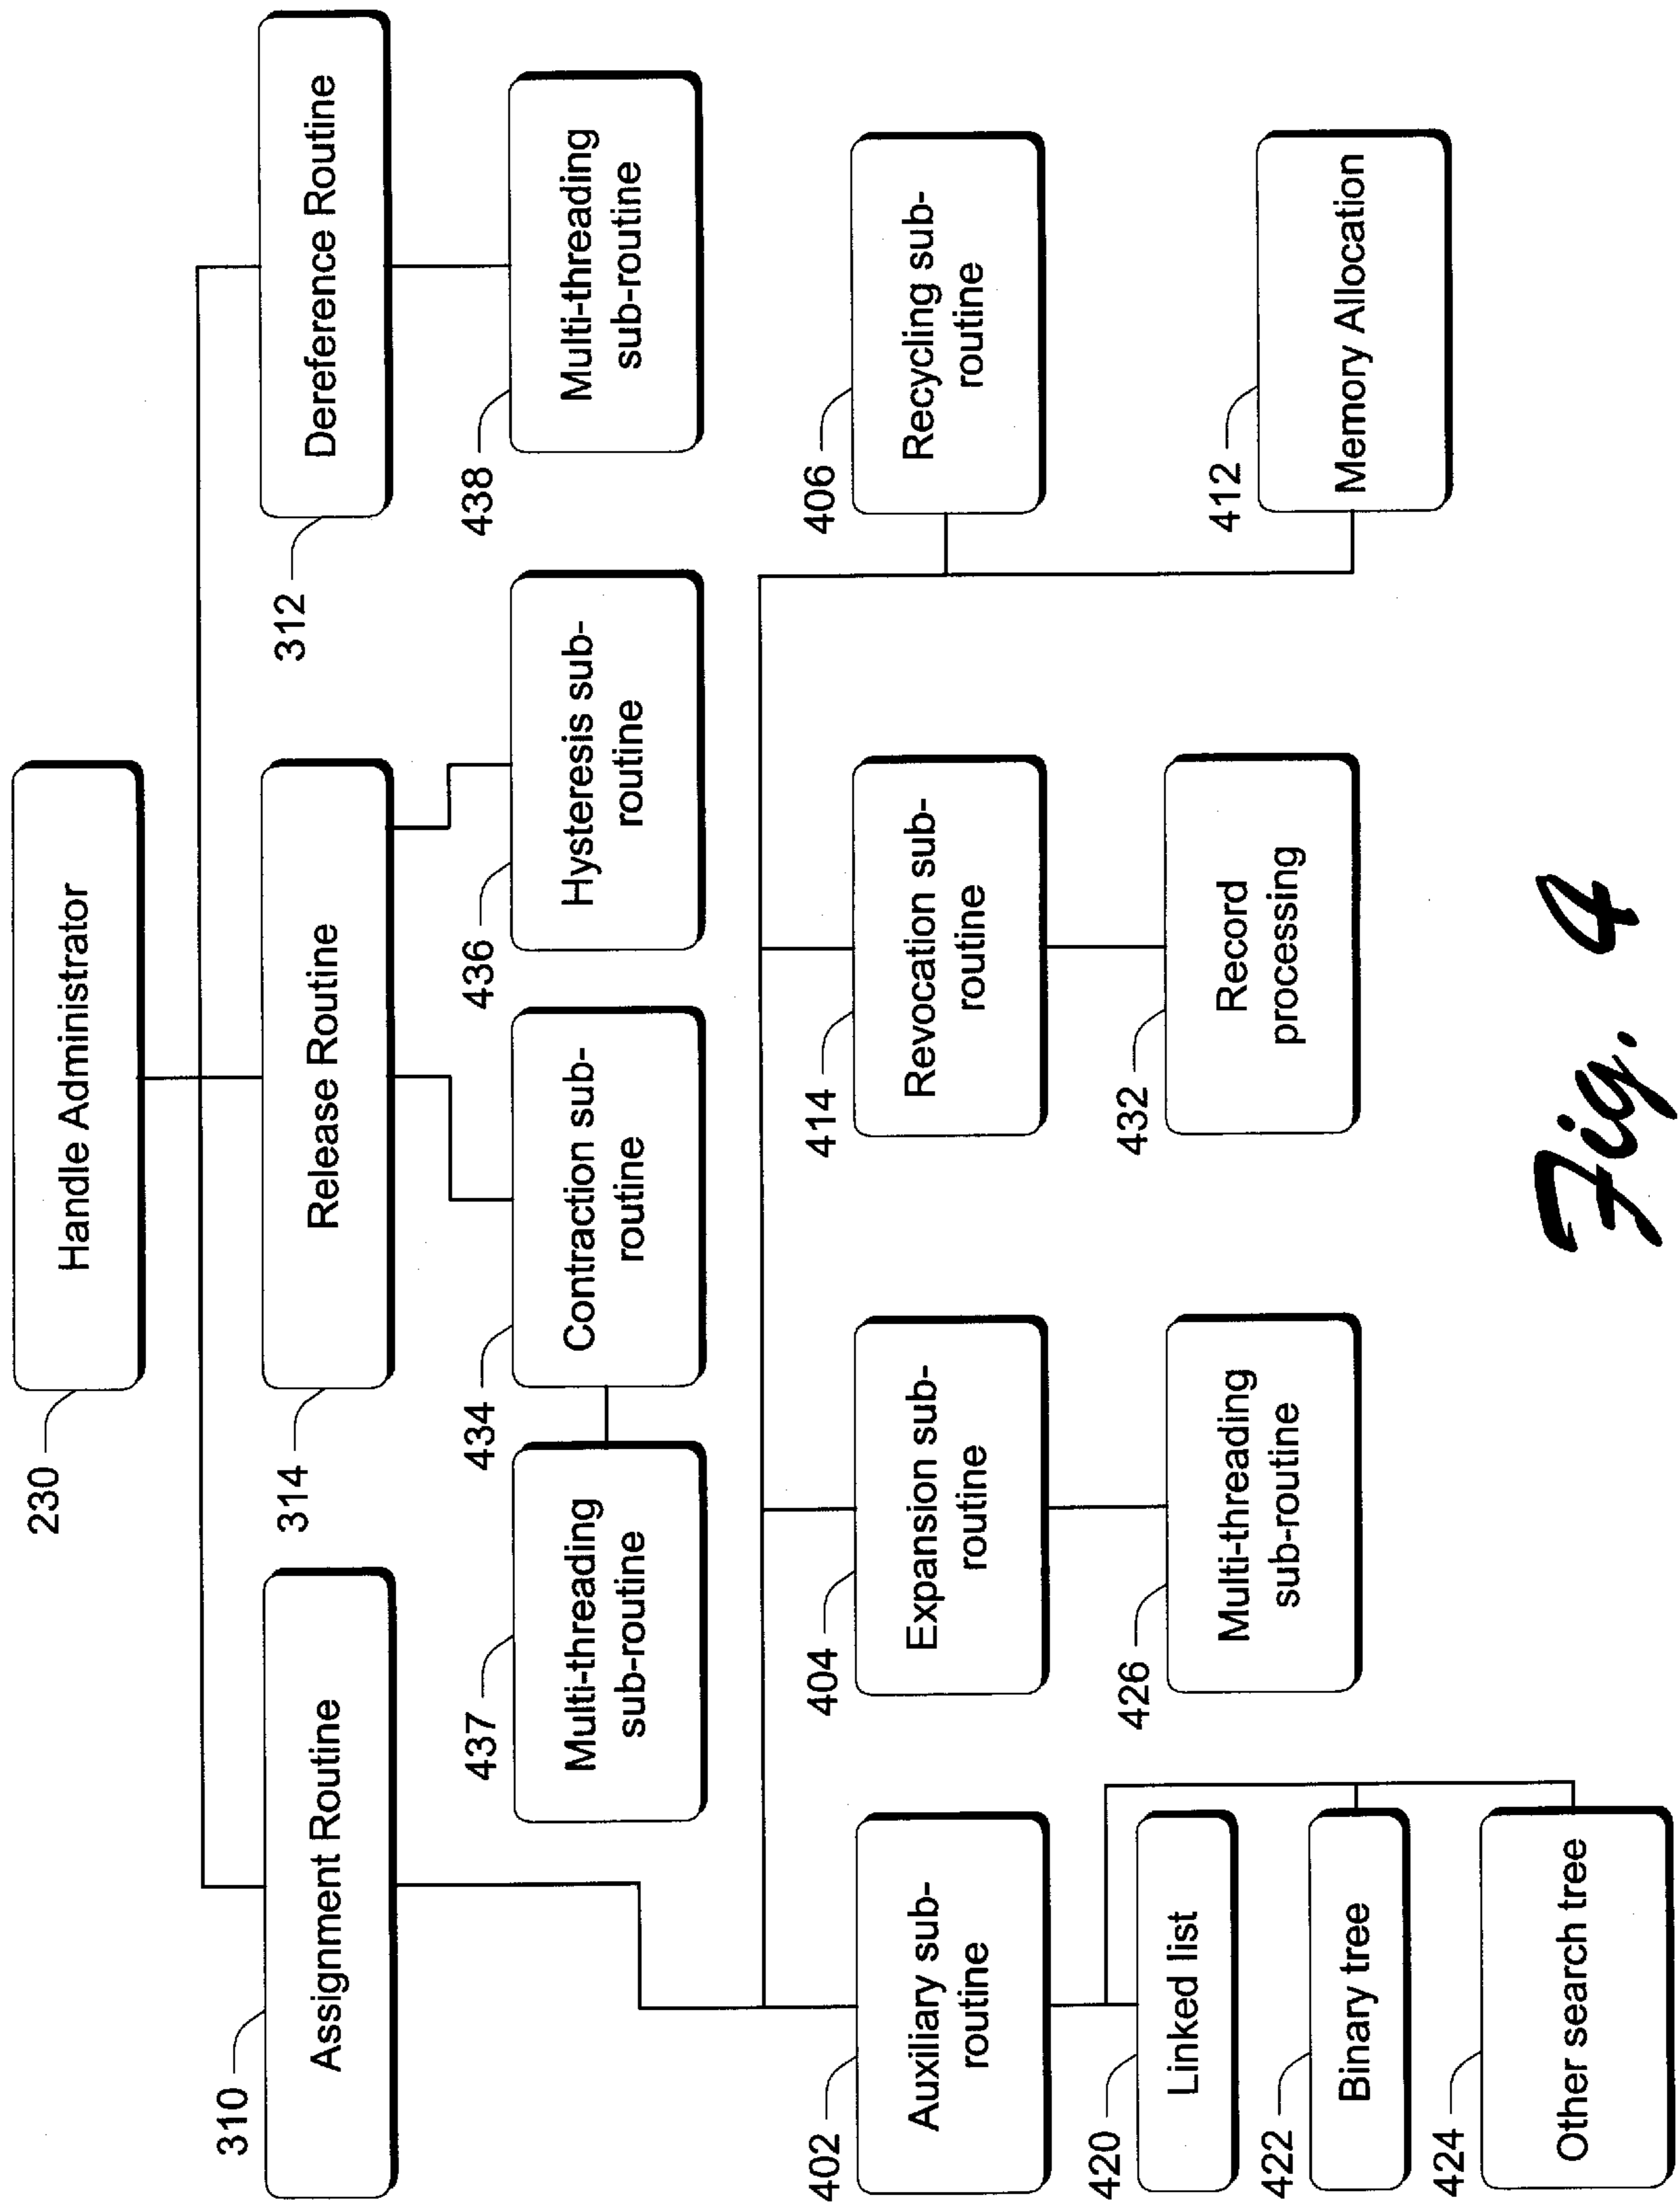 230
Handle Administrator
310
Assignment Routine
314
Release Routine
312
Dereference Routine
437
Multi-threading
sub-routine
434
Contraction sub-
routine
436
Hysteresis sub-
routine
438
Multi-threading
sub-routine
402
Auxiliary sub-
routine
404
Expansion sub-
routine
414
Revocation sub-
routine
406
Recycling sub-
routine
420
Linked list
422
Binary tree
424
Other search tree
426
Multi-threading
sub-routine
432
Record
processing
412
Memory Allocation
Fig. 4